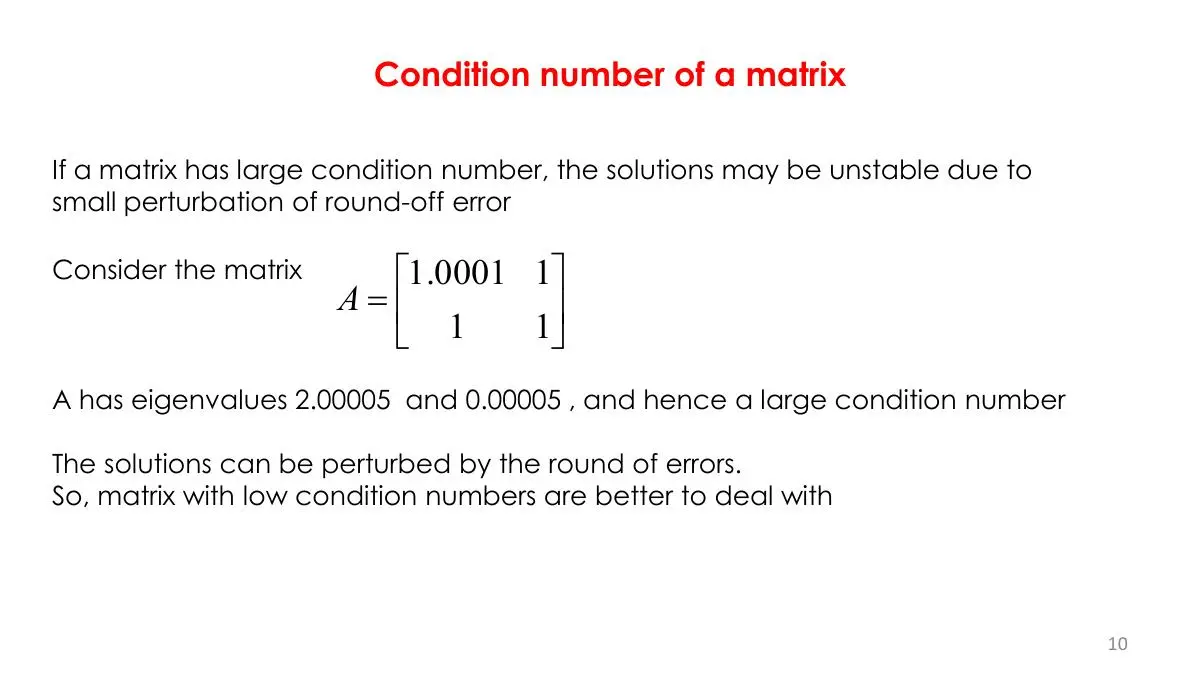 Condition number of a matrix
If a matrix has large condition number, the solutions may be unstable due to
small perturbation of round-off error
Consider the matrix
A = [1.0001 1
1 1]
A has eigenvalues 2.00005 and 0.00005 , and hence a large condition number
The solutions can be perturbed by the round of errors.
So, matrix with low condition numbers are better to deal with
10